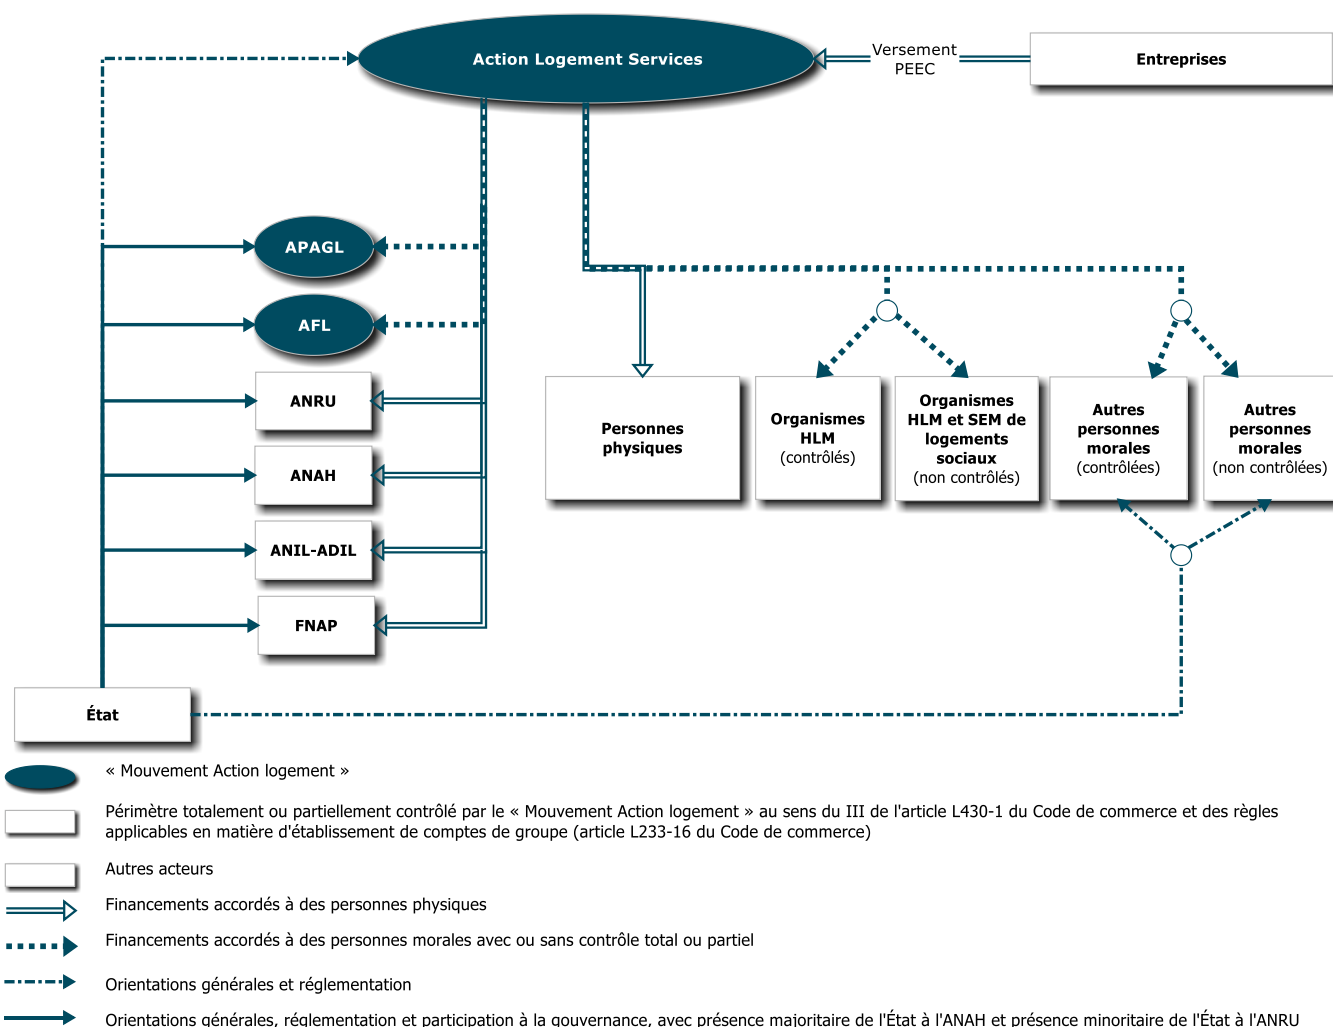 Action Logement Services
Versement
PEEC
Entreprises
APAGL
AFL
ANRU
ANAH
ANIL-ADIL
FNAP
État
Personnes
physiques
Organismes
HLM
(contrôlés)
Organismes
HLM et SEM de
logements
sociaux
(non contrôlés)
Autres
personnes
morales
(contrôlées)
Autres
personnes
morales
(non contrôlées)
« Mouvement Action logement »
Périmètre totalement ou partiellement contrôlé par le « Mouvement Action logement » au sens du III de l'article L430-1 du Code de commerce et des règles
applicables en matière d'établissement de comptes de groupe (article L233-16 du Code de commerce)
Autres acteurs
Financements accordés à des personnes physiques
Financements accordés à des personnes morales avec ou sans contrôle total ou partiel
Orientations générales et réglementation
Orientations générales, réglementation et participation à la gouvernance, avec présence majoritaire de l'État à l'ANAH et présence minoritaire de l'État à l'ANRU